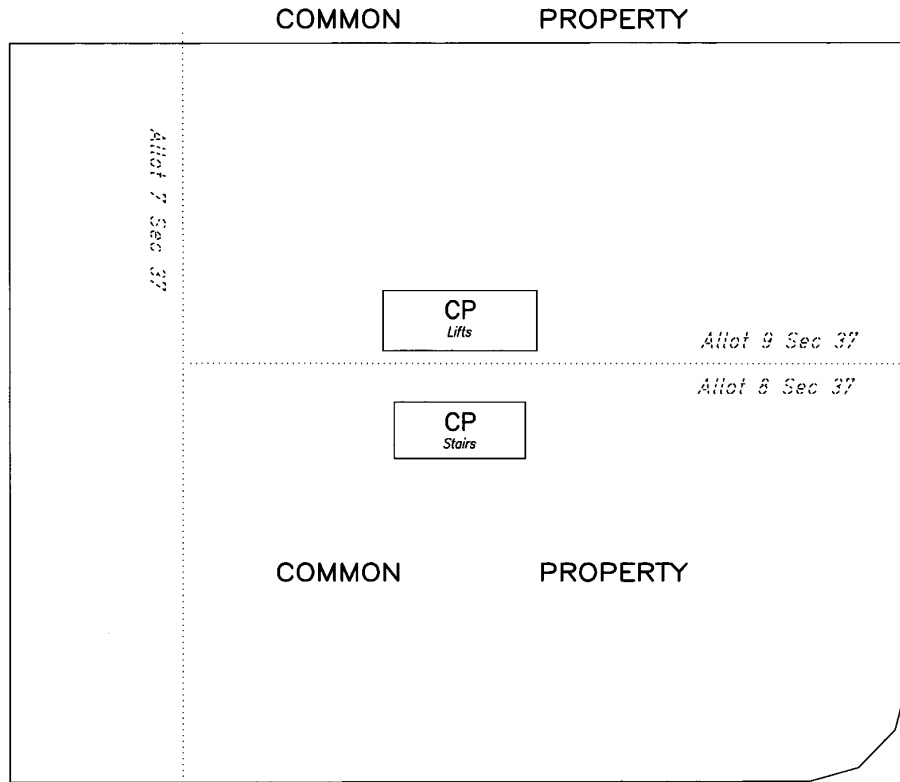 COMMON PROPERTY
Allot 7 Sec 37
CP
Lifts
Allot 9 Sec 37
Allot 8 Sec 37
CP
Stairs
COMMON PROPERTY